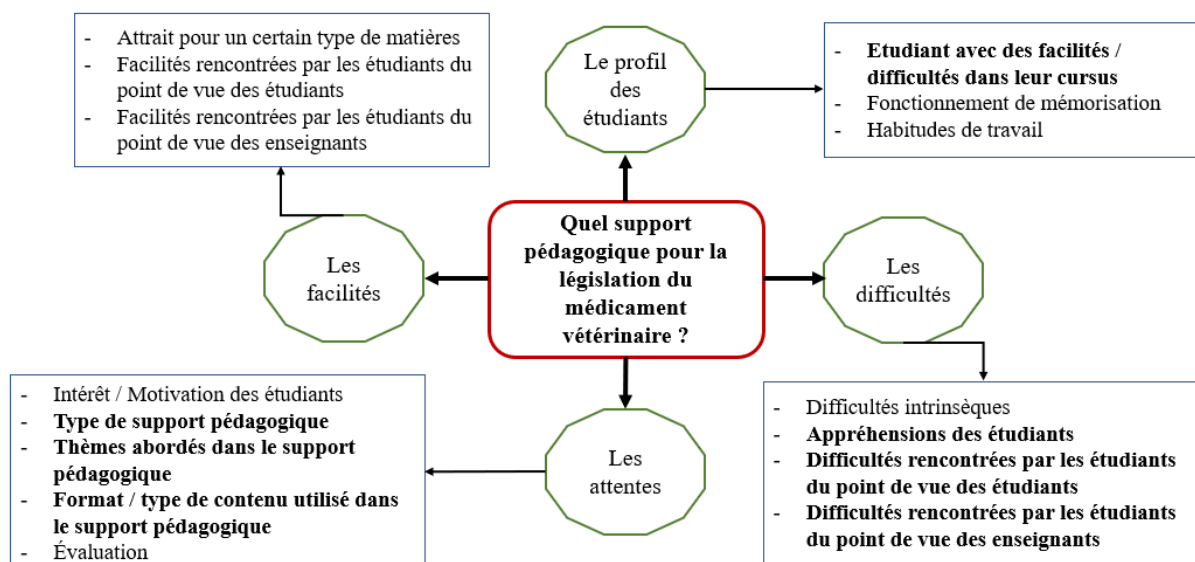 - Attrait pour un certain type de matières
- Facilités rencontrées par les étudiants du
point de vue des étudiants
- Facilités rencontrées par les étudiants du
point de vue des enseignants
Le profil
des
étudiants
- Etudiant avec des facilités /
difficultés dans leur cursus
- Fonctionnement de mémorisation
- Habitudes de travail
Les
facilités
Quel support
pédagogique pour la
législation du
médicament
vétérinaire ?
Les
difficultés
- Intérêt / Motivation des étudiants
- Type de support pédagogique
- Thèmes abordés dans le support
pédagogique
- Format / type de contenu utilisé dans
le support pédagogique
- Évaluation
Les
attentes
- Difficultés intrinsèques
- Appréhensions des étudiants
- Difficultés rencontrées par les étudiants
du point de vue des étudiants
- Difficultés rencontrées par les étudiants
du point de vue des enseignants